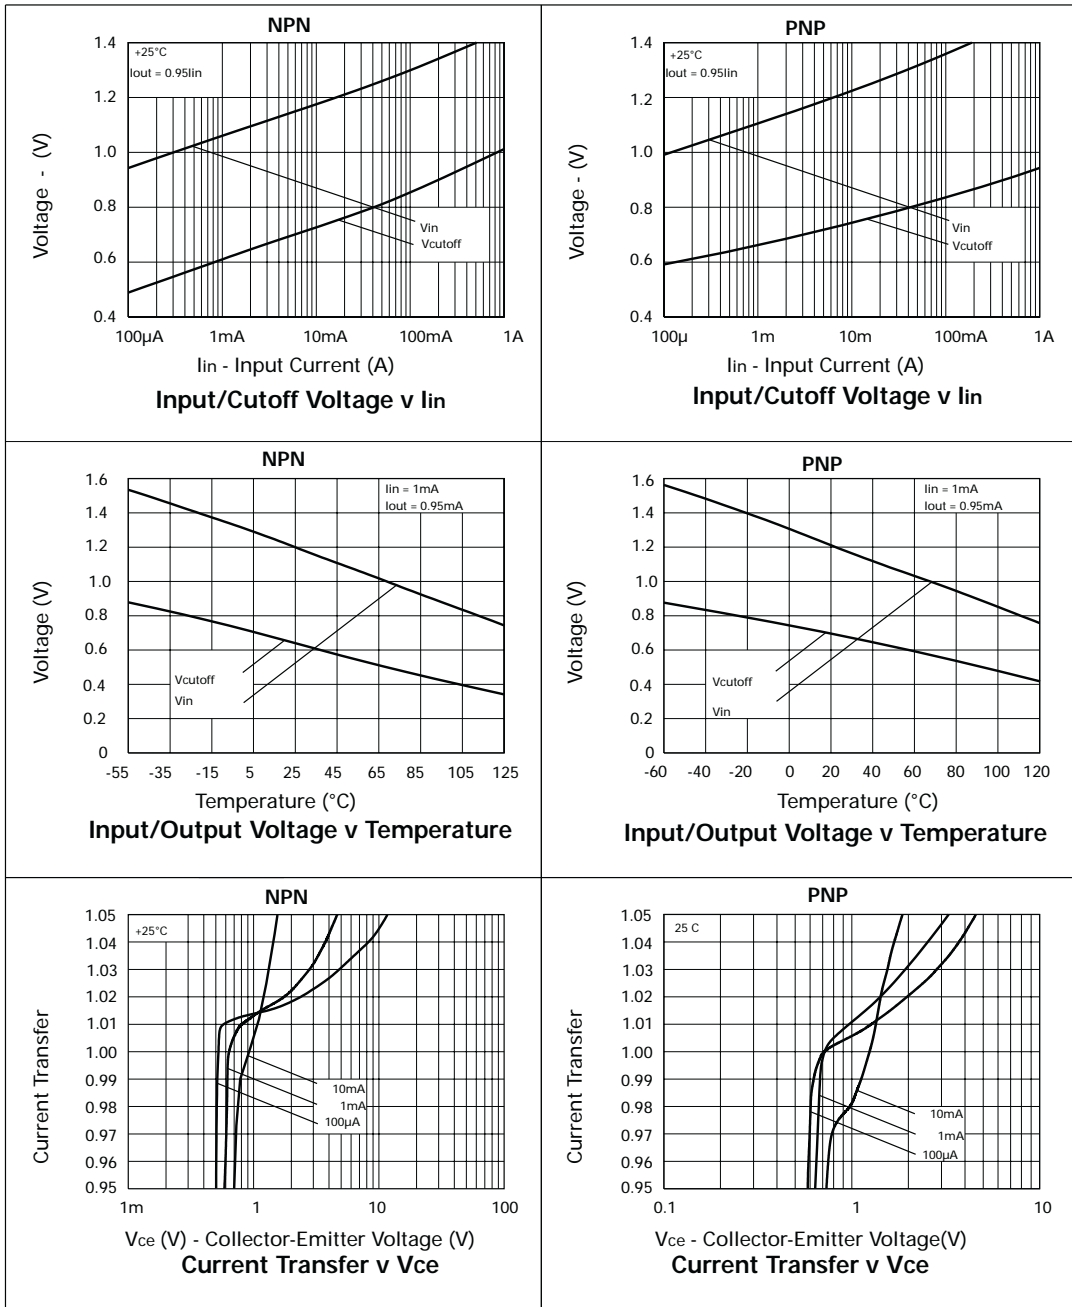 NPN
1.4
1.2
1.0
0.8
0.6
0.4
+25°C
Iout = 0.95Iin
Vin
Vcutoff
100µA 1mA 10mA 100mA 1A
Voltage - (V)
Iin - Input Current (A)
Input/Cutoff Voltage v Iin
PNP
1.4
1.2
1.0
0.8
0.6
0.4
+25°C
Iout = 0.95Iin
Vin
Vcutoff
100µ 1m 10m 100mA 1A
Voltage - (V)
Iin - Input Current (A)
Input/Cutoff Voltage v Iin
NPN
1.6
1.4
1.2
1.0
0.8
0.6
0.4
0.2
0
Iin = 1mA
Iout = 0.95mA
Vcutoff
Vin
-55 -35 -15 5 25 45 65 85 105 125
Voltage (V)
Temperature (°C)
Input/Output Voltage v Temperature
PNP
1.6
1.4
1.2
1.0
0.8
0.6
0.4
0.2
0
Iin = 1mA
Iout = 0.95mA
Vcutoff
Vin
-60 -40 -20 0 20 40 60 80 100 120
Voltage (V)
Temperature (°C)
Input/Output Voltage v Temperature
NPN
1.05
1.04
1.03
1.02
1.01
1.00
0.99
0.98
0.97
0.96
0.95
+25°C
10mA
1mA
100µA
1m 1 10 100
Current Transfer
Vce (V) - Collector-Emitter Voltage (V)
Current Transfer v Vce
PNP
1.05
1.04
1.03
1.02
1.01
1.00
0.99
0.98
0.97
0.96
0.95
25 C
10mA
1mA
100µA
0.1 1 10
Current Transfer
Vce - Collector-Emitter Voltage(V)
Current Transfer v Vce